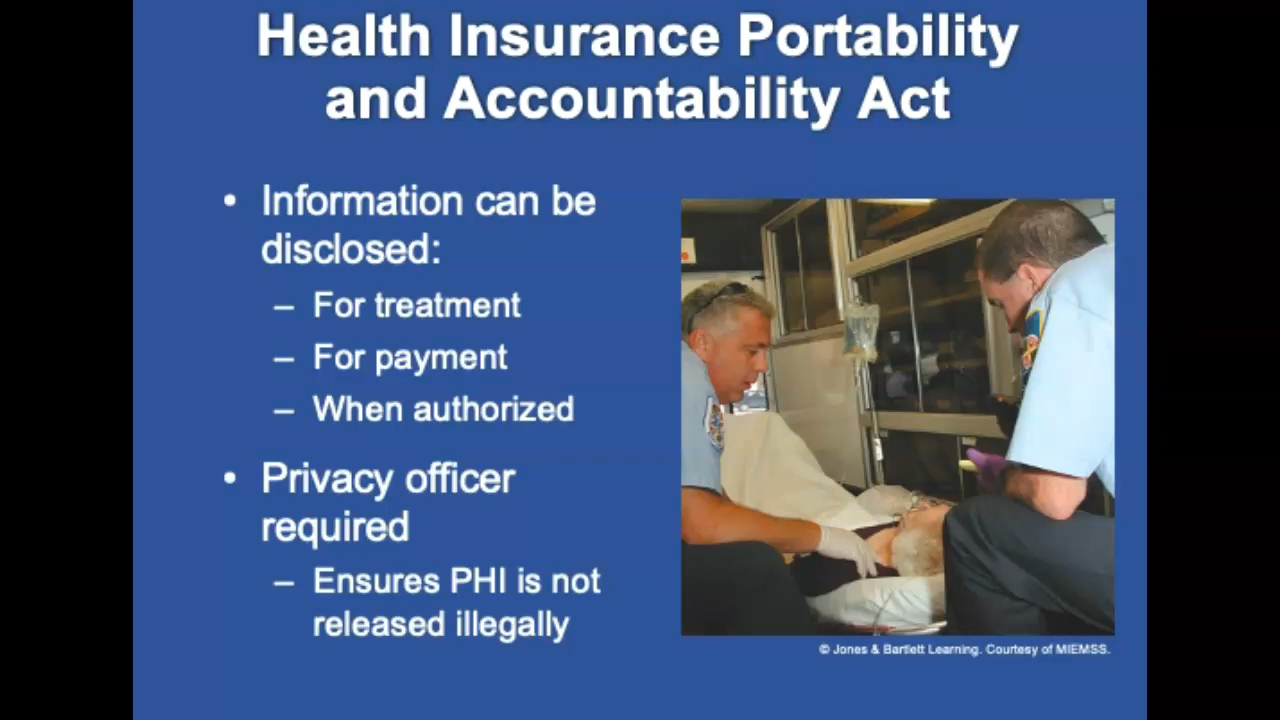 Health Insurance Portability
and Accountability Act
• Information can be
disclosed:
– For treatment
– For payment
– When authorized
• Privacy officer
required
– Ensures PHI is not
released illegally
© Jones & Bartlett Learning. Courtesy of MIEMSS.